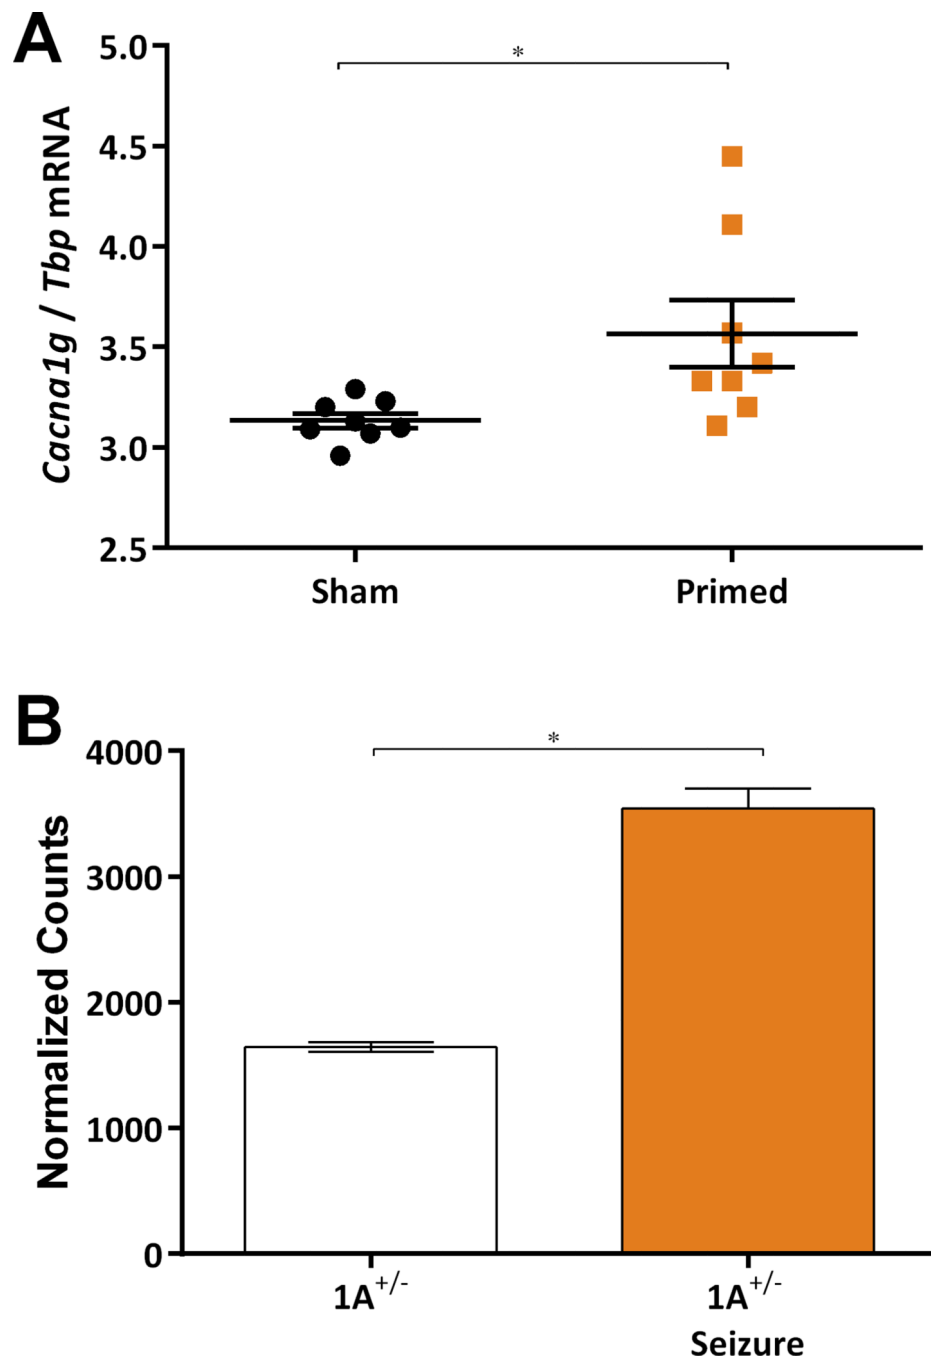 A
5.0
*
4.5
4.0
3.5
3.0
2.5
Cacna1g / Tbp mRNA
Sham Primed
B
4000
*
3000
2000
1000
0
Normalized Counts
1A+/- 1A+/-
Seizure